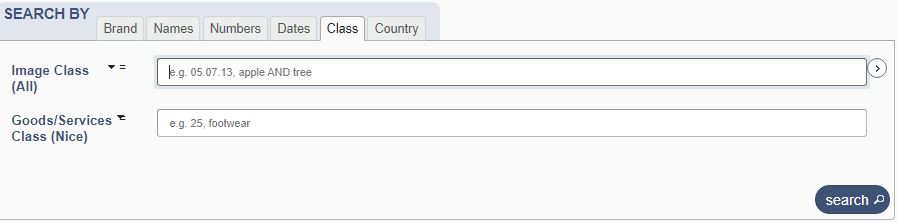 SEARCH BY
Brand Names Numbers Dates Class Country
Image Class (All) =
e.g. 05.07.13, apple AND tree
Goods/Services Class (Nice)
e.g. 25, footwear
search